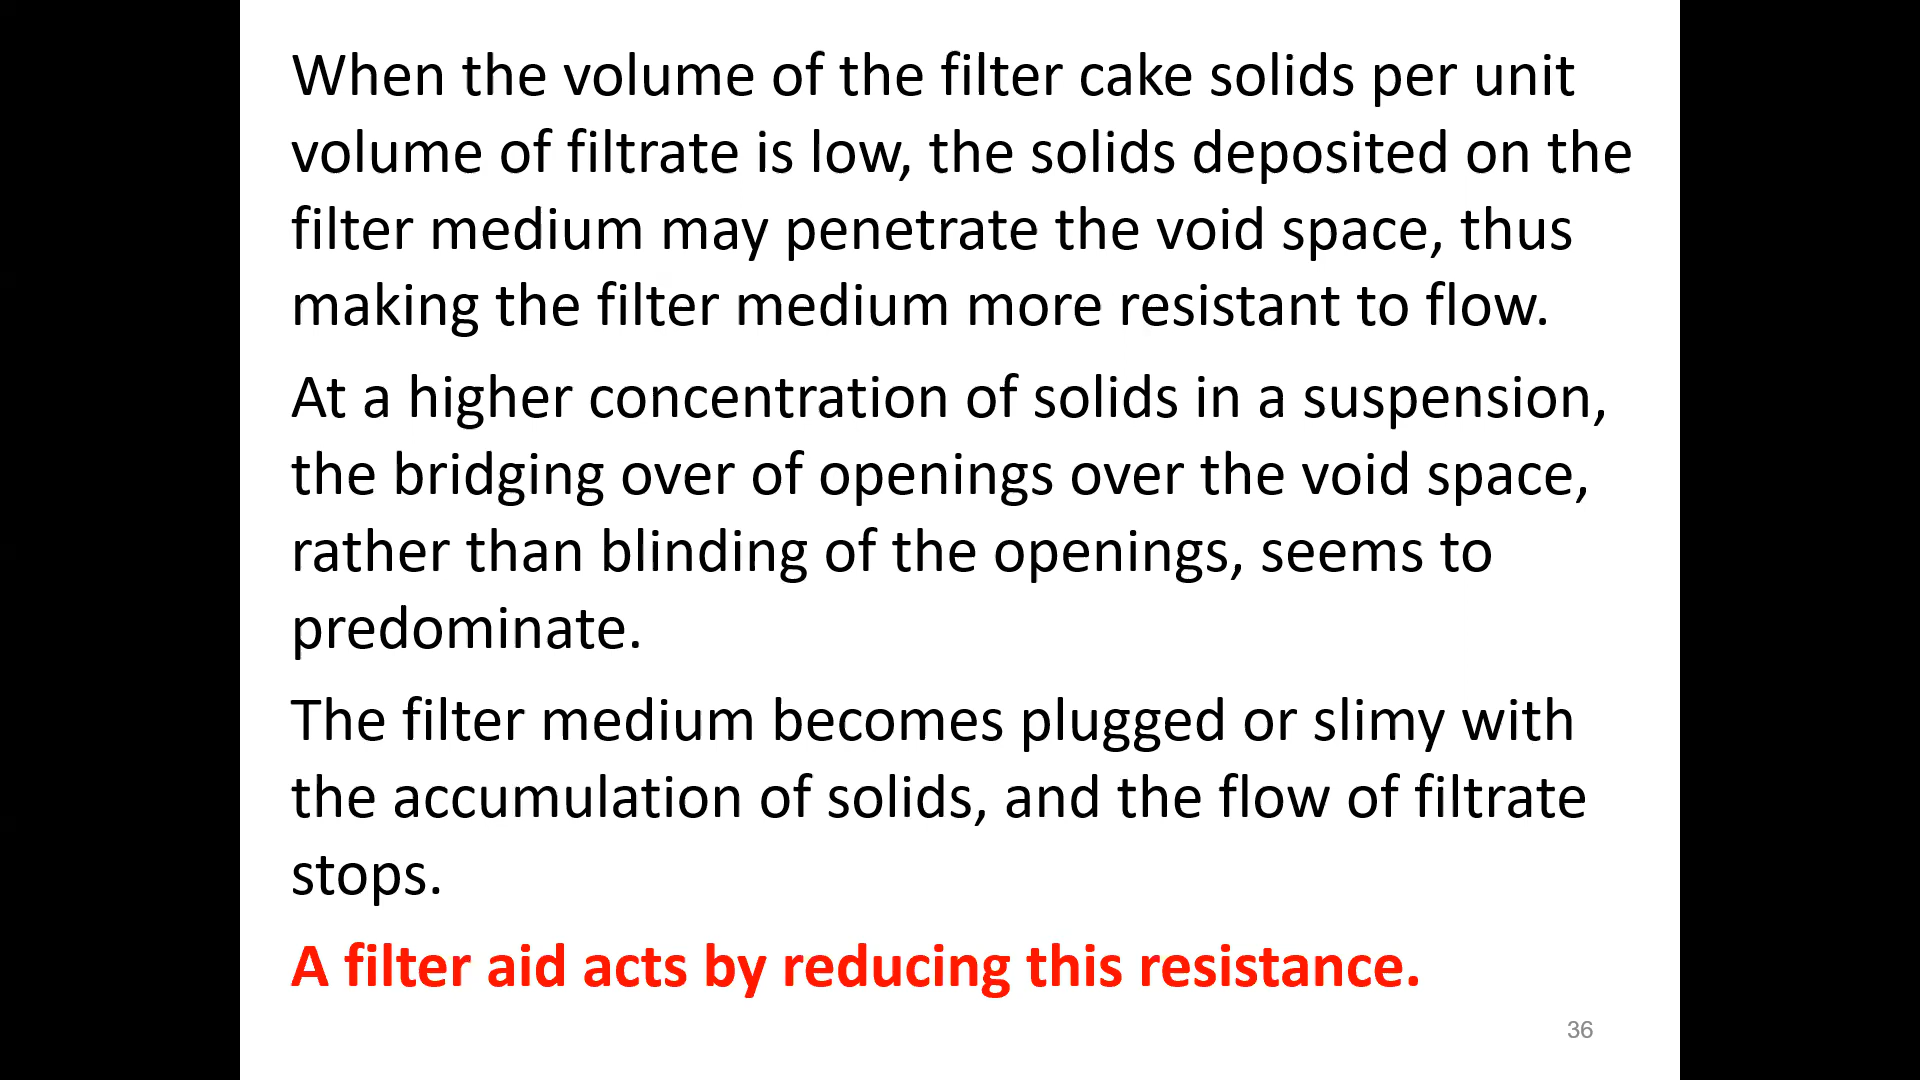 When the volume of the filter cake solids per unit
volume of filtrate is low, the solids deposited on the
filter medium may penetrate the void space, thus
making the filter medium more resistant to flow.
At a higher concentration of solids in a suspension,
the bridging over of openings over the void space,
rather than blinding of the openings, seems to
predominate.
The filter medium becomes plugged or slimy with
the accumulation of solids, and the flow of filtrate
stops.
A filter aid acts by reducing this resistance.
36